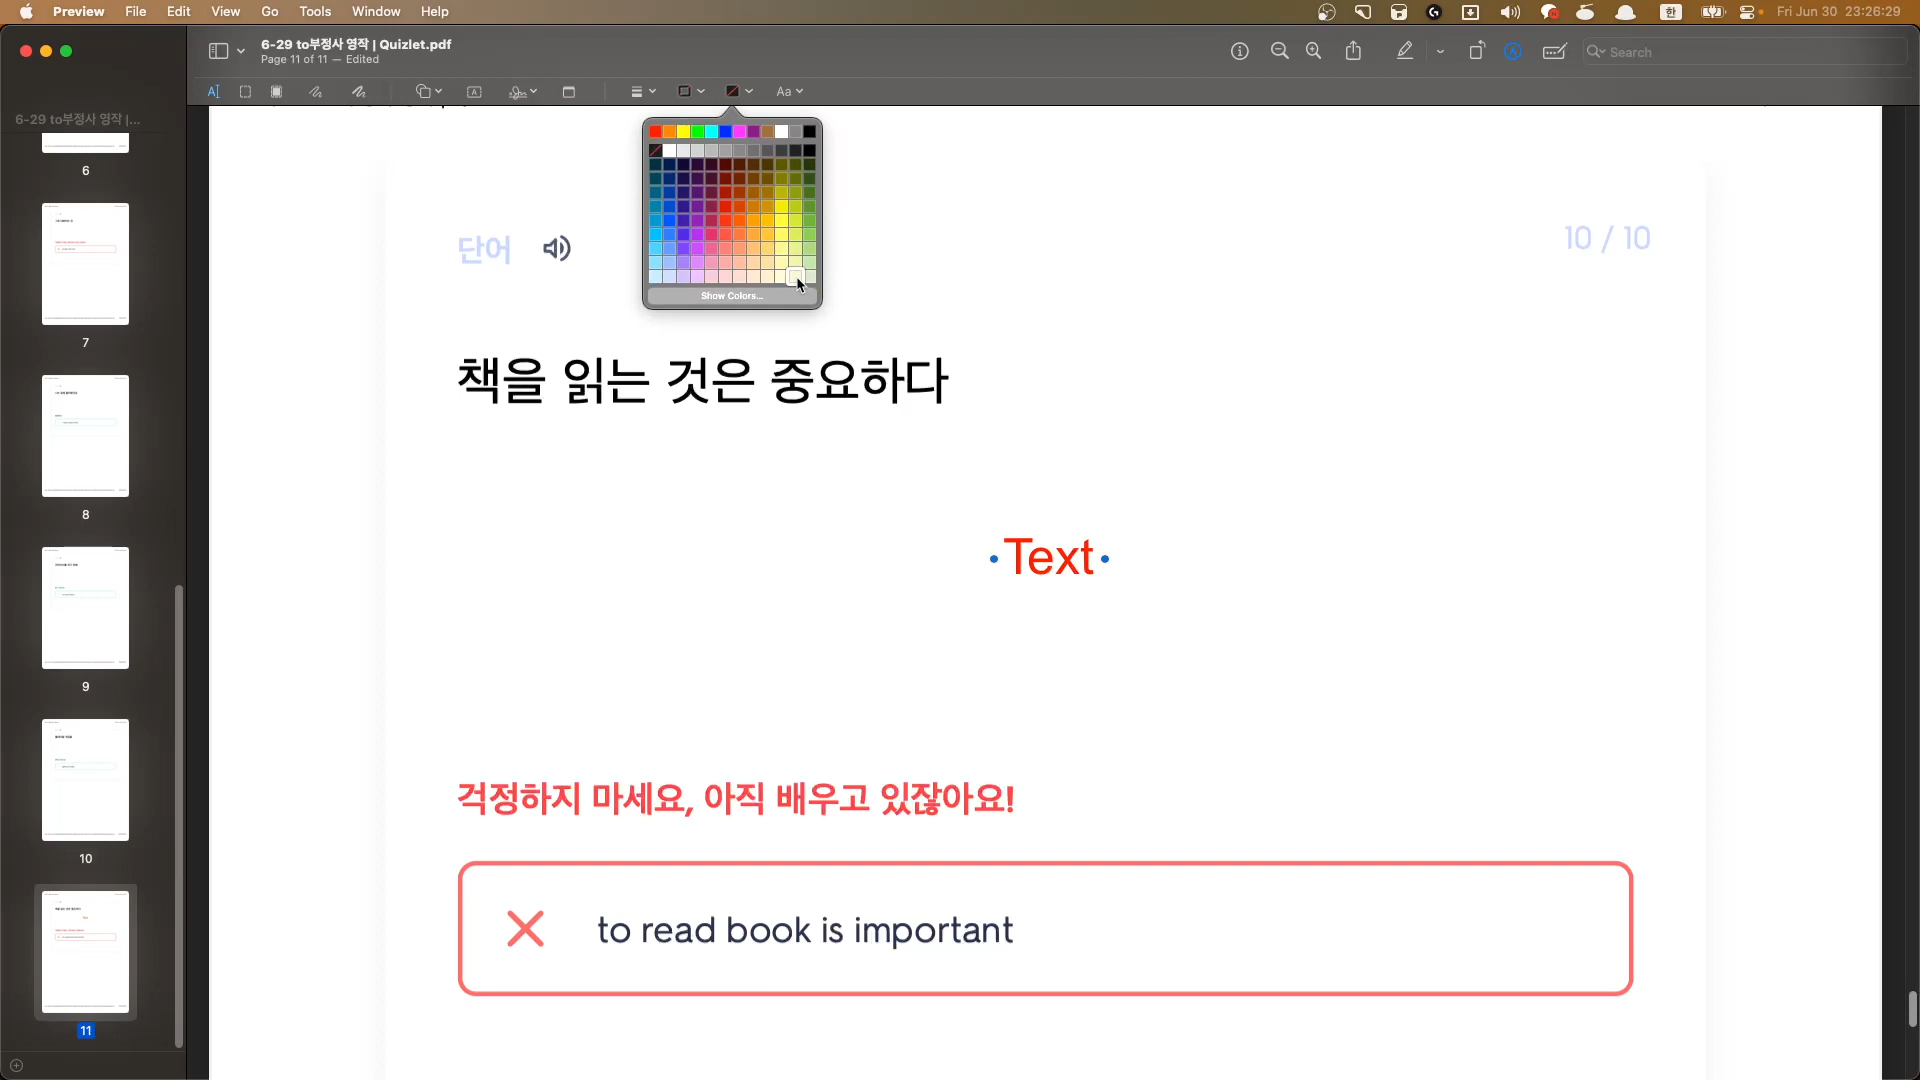 Preview File Edit View Go Tools Window Help
한
Fri Jun 30 23:26:29
6-29 to부정사 영작 | Quizlet.pdf
Page 11 of 11 — Edited
Search
A
Aa
6-29 to부정사 영작 |...
6
7
8
9
10
11
Show Colors...
단어
10 / 10
책을 읽는 것은 중요하다
Text
걱정하지 마세요, 아직 배우고 있잖아요!
to read book is important